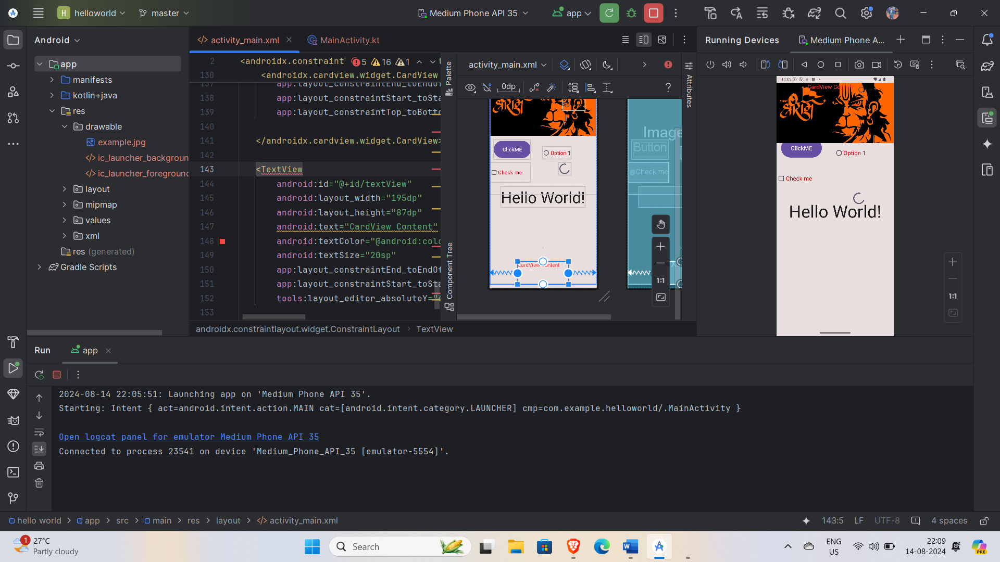 H helloworld
master
Medium Phone API 35
app
Android
activity_main.xml
MainActivity.kt
Running Devices
Medium Phone A...
app
manifests
kotlin+java
res
drawable
example.jpg
ic_launcher_backgroun
ic_launcher_foreground
layout
mipmap
values
xml
res (generated)
Gradle Scripts
2 <androidx.constraint
5 16 1
130 <androidx.cardview.widget.CardView
137 app:layout_constraintEnd_toEndOf
138 app:layout_constraintStart_toSta
139 app:layout_constraintTop_toBotto
140
141 </androidx.cardview.widget.CardView>
142
143 <TextView
144 android:id="@+id/textView"
145 android:layout_width="195dp"
146 android:layout_height="87dp"
147 android:text="CardView Content"
148 android:textColor="@android:colo
149 android:textSize="20sp"
150 app:layout_constraintEnd_toEndOf
151 app:layout_constraintStart_toSta
152 tools:layout_editor_absoluteY="
153
androidx.constraintlayout.widget.ConstraintLayout
TextView
Palette
Component Tree
activity_main.xml
0dp
?
Attributes
ClickME
Option 1
Check me
Hello World!
CardView Content
Image
Button
Check me
1:1
10:09
CardView Co
श्रीराम
ClickME
Option 1
Check me
Hello World!
1:1
Run
app
2024-08-14 22:05:51: Launching app on 'Medium Phone API 35'.
Starting: Intent { act=android.intent.action.MAIN cat=[android.intent.category.LAUNCHER] cmp=com.example.helloworld/.MainActivity }
Open logcat panel for emulator Medium Phone API 35
Connected to process 23541 on device 'Medium_Phone_API_35 [emulator-5554]'.
hello world > app > src > main > res > layout > activity_main.xml
143:5 LF UTF-8 4 spaces
1
27°C
Partly cloudy
Search
W
ENG
US
22:09
14-08-2024
PRE